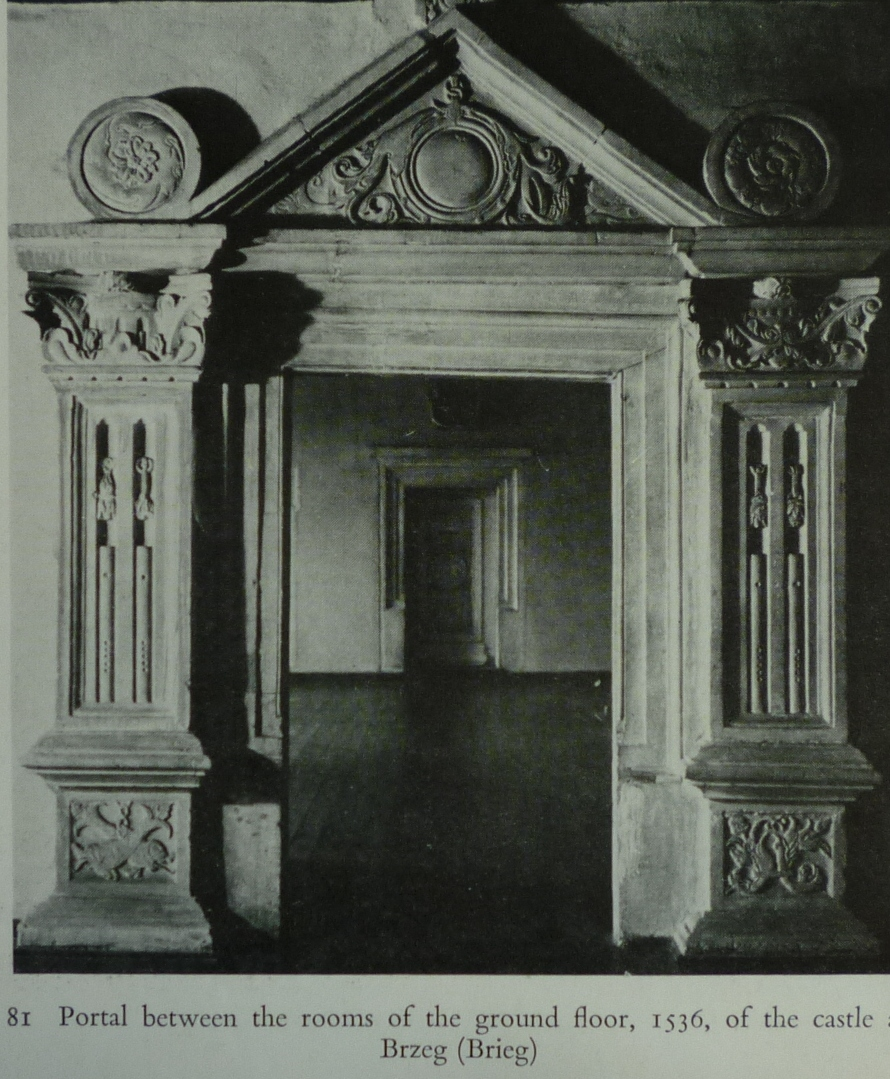 81 Portal between the rooms of the ground floor, 1536, of the castle
Brzeg (Brieg)